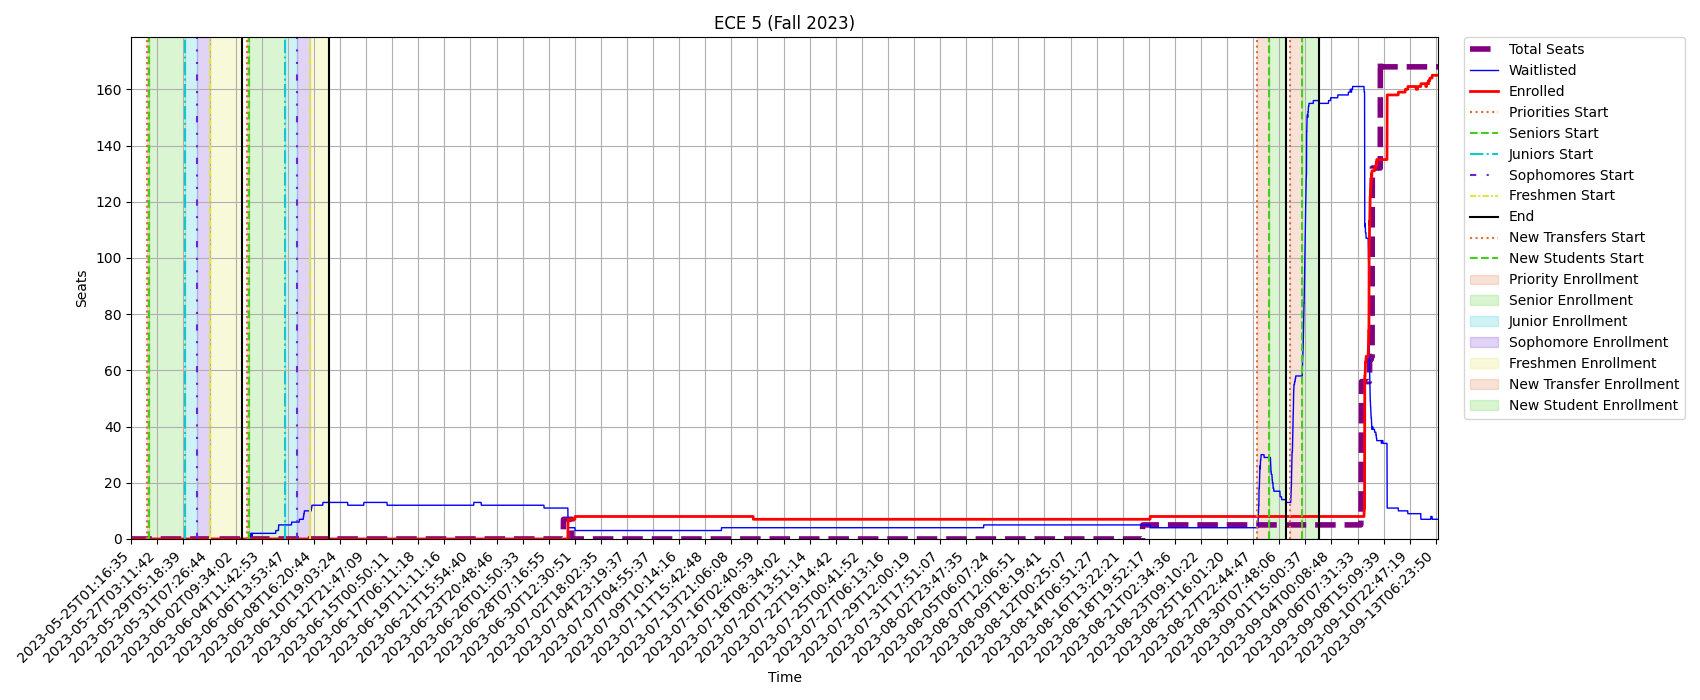 ECE 5 (Fall 2023)
Seats
160
140
120
100
80
60
40
20
0
2023-05-25T01:16:35
2023-05-27T03:11:42
2023-05-29T05:18:39
2023-05-31T07:26:44
2023-06-02T09:34:02
2023-06-04T11:42:53
2023-06-06T13:53:47
2023-06-08T16:20:44
2023-06-10T19:03:24
2023-06-12T21:47:09
2023-06-15T00:50:11
2023-06-17T06:11:18
2023-06-19T11:11:16
2023-06-21T15:54:40
2023-06-23T20:48:46
2023-06-26T01:50:33
2023-06-28T07:16:55
2023-06-30T12:30:51
2023-07-02T18:02:35
2023-07-04T23:19:37
2023-07-07T04:55:37
2023-07-09T10:14:16
2023-07-11T15:42:48
2023-07-13T21:06:08
2023-07-16T02:40:59
2023-07-18T08:34:02
2023-07-20T13:51:14
2023-07-22T19:14:42
2023-07-25T00:41:52
2023-07-27T06:13:16
2023-07-29T12:00:19
2023-07-31T17:51:07
2023-08-02T23:47:35
2023-08-05T06:07:24
2023-08-07T12:06:51
2023-08-09T18:19:41
2023-08-12T00:25:07
2023-08-14T06:51:27
2023-08-16T13:22:21
2023-08-18T19:52:17
2023-08-21T02:34:36
2023-08-23T09:10:22
2023-08-25T16:01:20
2023-08-27T22:44:47
2023-08-30T07:48:06
2023-09-01T15:00:37
2023-09-04T00:08:48
2023-09-06T07:31:33
2023-09-08T15:09:39
2023-09-10T22:47:19
2023-09-13T06:23:50
Time
Total Seats
Waitlisted
Enrolled
Priorities Start
Seniors Start
Juniors Start
Sophomores Start
Freshmen Start
End
New Transfers Start
New Students Start
Priority Enrollment
Senior Enrollment
Junior Enrollment
Sophomore Enrollment
Freshmen Enrollment
New Transfer Enrollment
New Student Enrollment